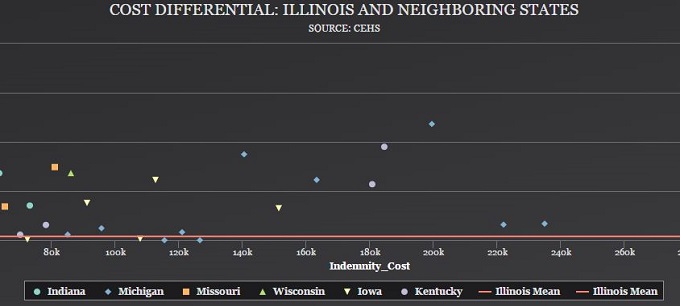 COST DIFFERENTIAL: ILLINOIS AND NEIGHBORING STATES
SOURCE: CEHS
80k 100k 120k 140k 160k 180k 200k 220k 240k 260k
Indemnity_Cost
Indiana Michigan Missouri Wisconsin Iowa Kentucky Illinois Mean Illinois Mean